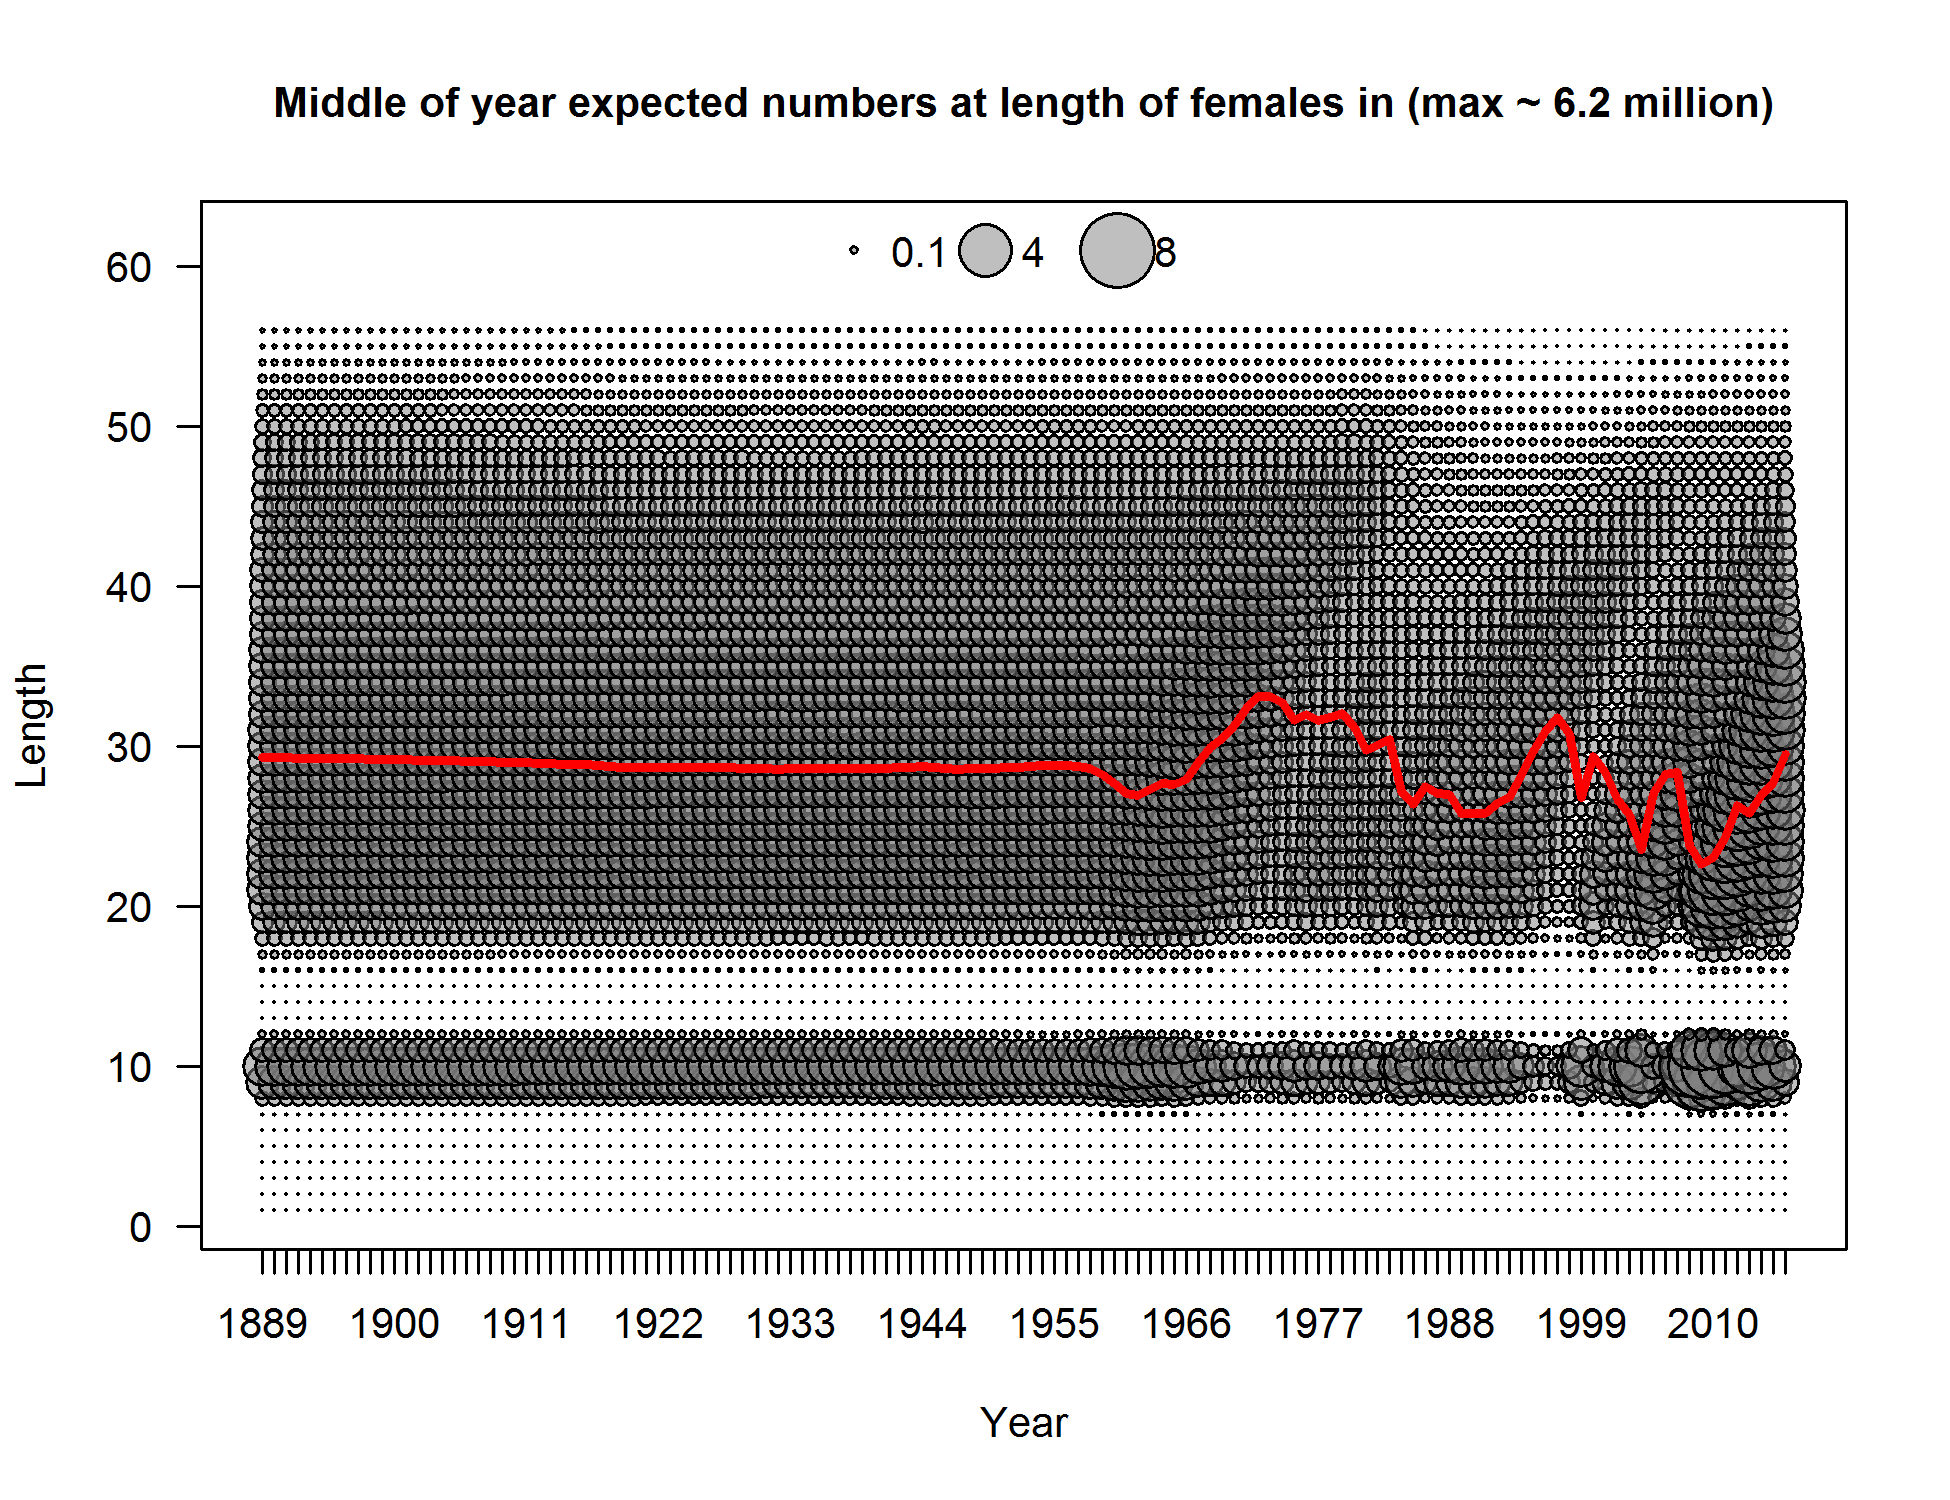 Middle of year expected numbers at length of females in (max ~ 6.2 million)
0.1 4 8
60
50
40
30
20
10
0
Length
1889 1900 1911 1922 1933 1944 1955 1966 1977 1988 1999 2010
Year